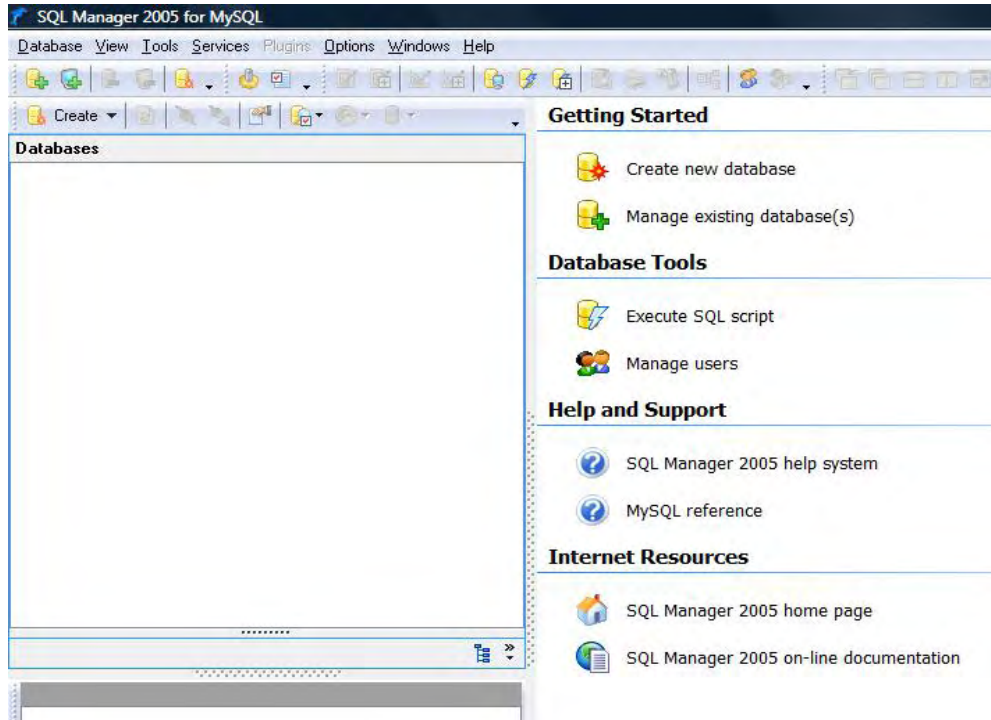 SQL Manager 2005 for MySQL
Database View Tools Services Plugins Options Windows Help
Create
Databases
Getting Started
Create new database
Manage existing database(s)
Database Tools
Execute SQL script
Manage users
Help and Support
SQL Manager 2005 help system
MySQL reference
Internet Resources
SQL Manager 2005 home page
SQL Manager 2005 on-line documentation